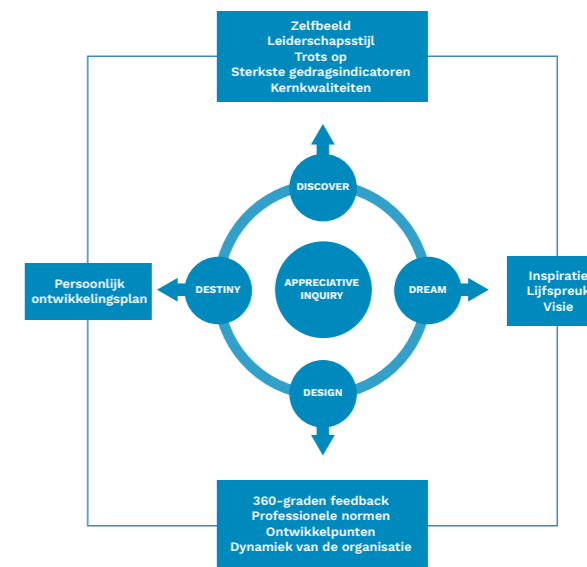 Zelfbeeld
Leiderschapsstijl
Trots op
Sterkste gedragsindicatoren
Kernkwaliteiten
DISCOVER
Persoonlijk
ontwikkelingsplan
DESTINY
APPRECIATIVE
INQUIRY
DREAM
Inspiratie
Lijfspreuk
Visie
DESIGN
360-graden feedback
Professionele normen
Ontwikkelpunten
Dynamiek van de organisatie